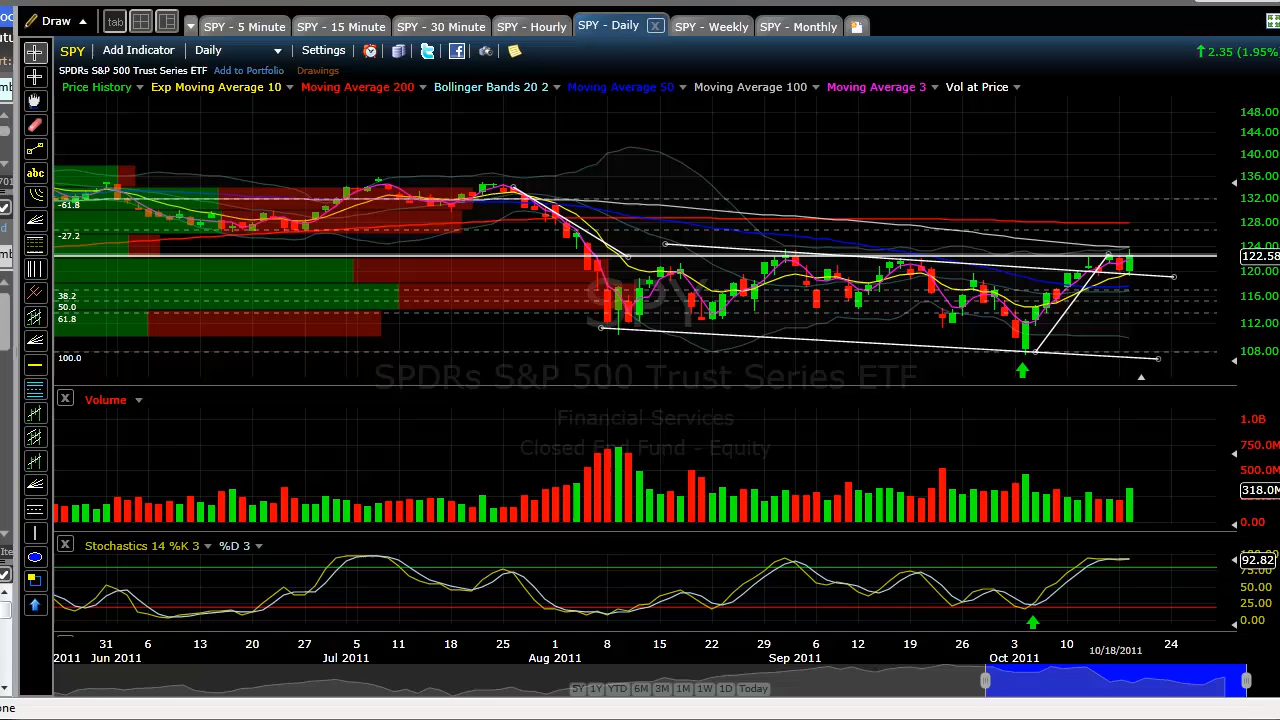 Draw tab SPY - 5 Minute SPY - 15 Minute SPY - 30 Minute SPY - Hourly SPY - Daily SPY - Weekly SPY - Monthly
SPY Add Indicator Daily Settings 2.35 (1.95%)
SPDRs S&P 500 Trust Series ETF Add to Portfolio Drawings
Price History Exp Moving Average 10 Moving Average 200 Bollinger Bands 20 2 Moving Average 50 Moving Average 100 Moving Average 3 Vol at Price
148.00
144.00
140.00
136.00
132.00
128.00
124.00
122.58
120.00
116.00
112.00
108.00
abc
-61.8
-27.2
38.2
50.0
61.8
100.0
SPDRs S&P 500 Trust Series ETF
Financial Services
Closed End Fund - Equity
X Volume
1.0B
750.0M
500.0M
318.0M
0.00
X Stochastics 14 %K 3 %D 3
92.82
75.00
50.00
25.00
0.00
31 6 13 20 27 5 11 18 25 1 8 15 22 29 6 12 19 26 3 10 24
2011 Jun 2011 Jul 2011 Aug 2011 Sep 2011 Oct 2011 10/18/2011
5Y 1Y YTD 6M 3M 1M 1W 1D Today